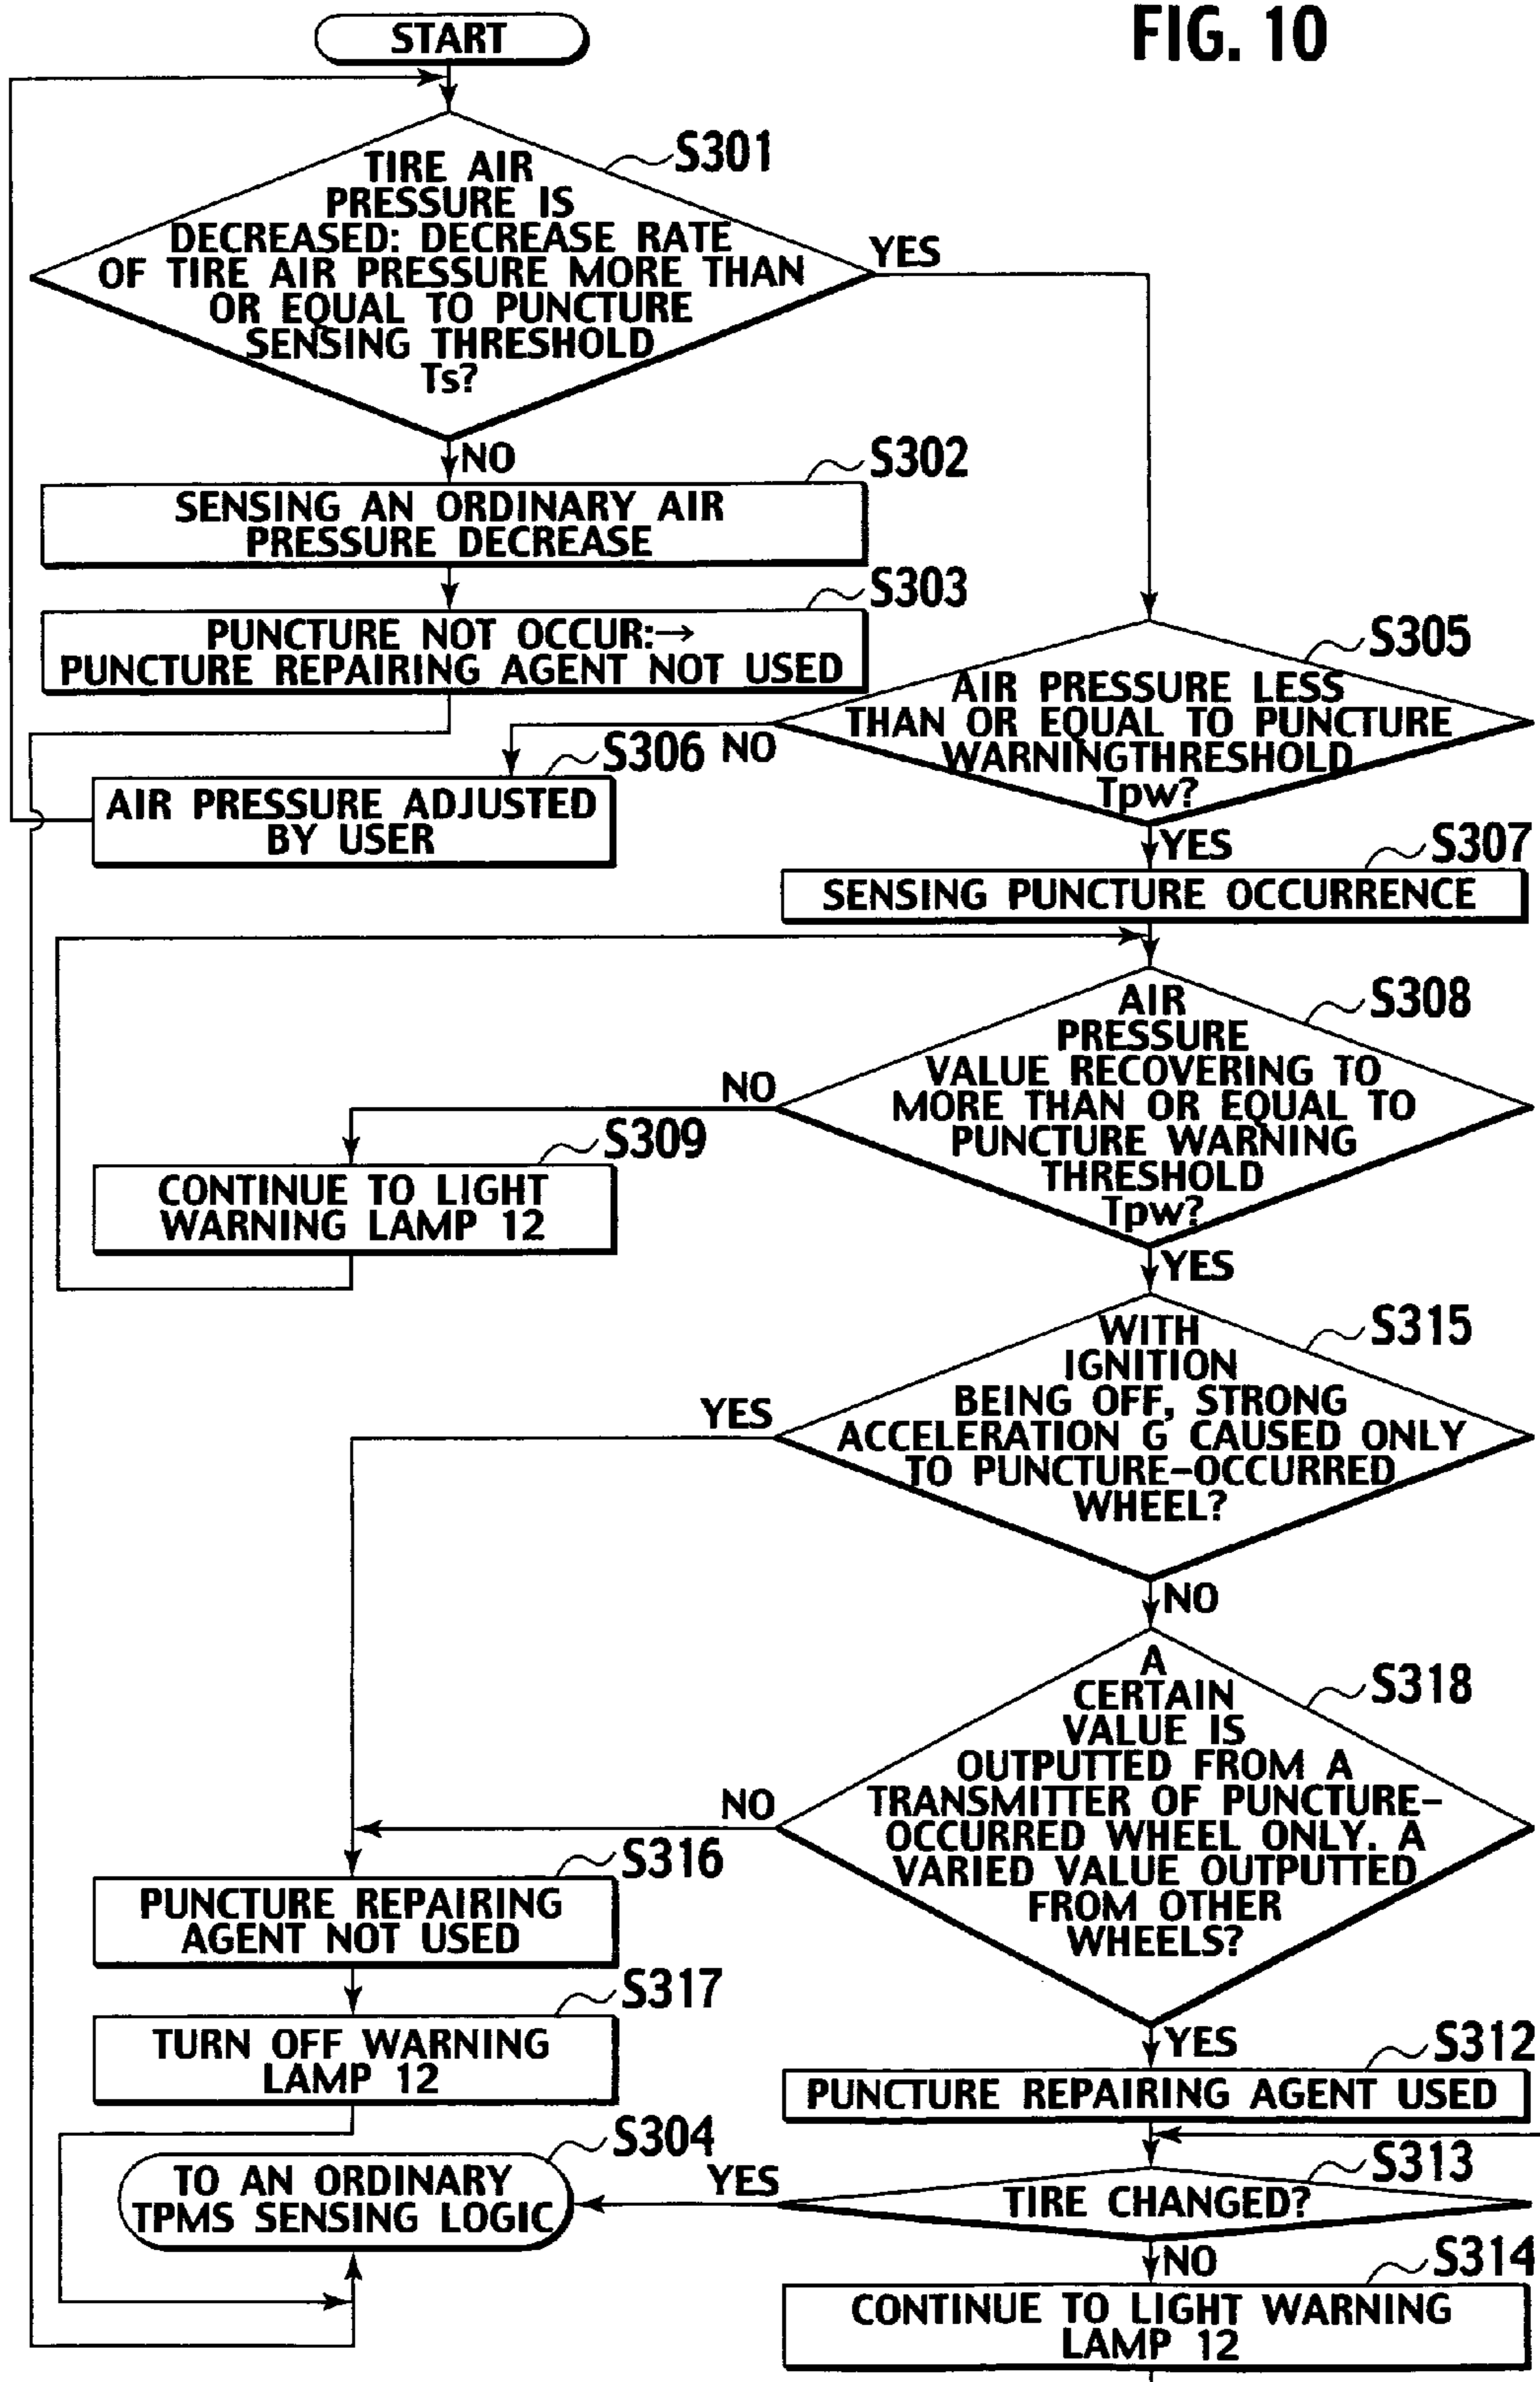 FIG. 10
START
S301
TIRE AIR
PRESSURE IS
DECREASED: DECREASE RATE
OF TIRE AIR PRESSURE MORE THAN
OR EQUAL TO PUNCTURE
SENSING THRESHOLD
Ts?
YES
NO
S302
SENSING AN ORDINARY AIR
PRESSURE DECREASE
S303
PUNCTURE NOT OCCUR:→
PUNCTURE REPAIRING AGENT NOT USED
S305
AIR PRESSURE LESS
THAN OR EQUAL TO PUNCTURE
WARNINGTHRESHOLD
Tpw?
NO
S306
AIR PRESSURE ADJUSTED
BY USER
YES
S307
SENSING PUNCTURE OCCURRENCE
S308
AIR
PRESSURE
VALUE RECOVERING TO
MORE THAN OR EQUAL TO
PUNCTURE WARNING
THRESHOLD
Tpw?
NO
S309
CONTINUE TO LIGHT
WARNING LAMP 12
YES
S315
WITH
IGNITION
BEING OFF, STRONG
ACCELERATION G CAUSED ONLY
TO PUNCTURE-OCCURRED
WHEEL?
YES
NO
S318
A
CERTAIN
VALUE IS
OUTPUTTED FROM A
TRANSMITTER OF PUNCTURE-
OCCURRED WHEEL ONLY. A
VARIED VALUE OUTPUTTED
FROM OTHER
WHEELS?
NO
S316
PUNCTURE REPAIRING
AGENT NOT USED
S317
TURN OFF WARNING
LAMP 12
YES
S312
PUNCTURE REPAIRING AGENT USED
S304
TO AN ORDINARY
TPMS SENSING LOGIC
YES
S313
TIRE CHANGED?
NO
S314
CONTINUE TO LIGHT WARNING
LAMP 12